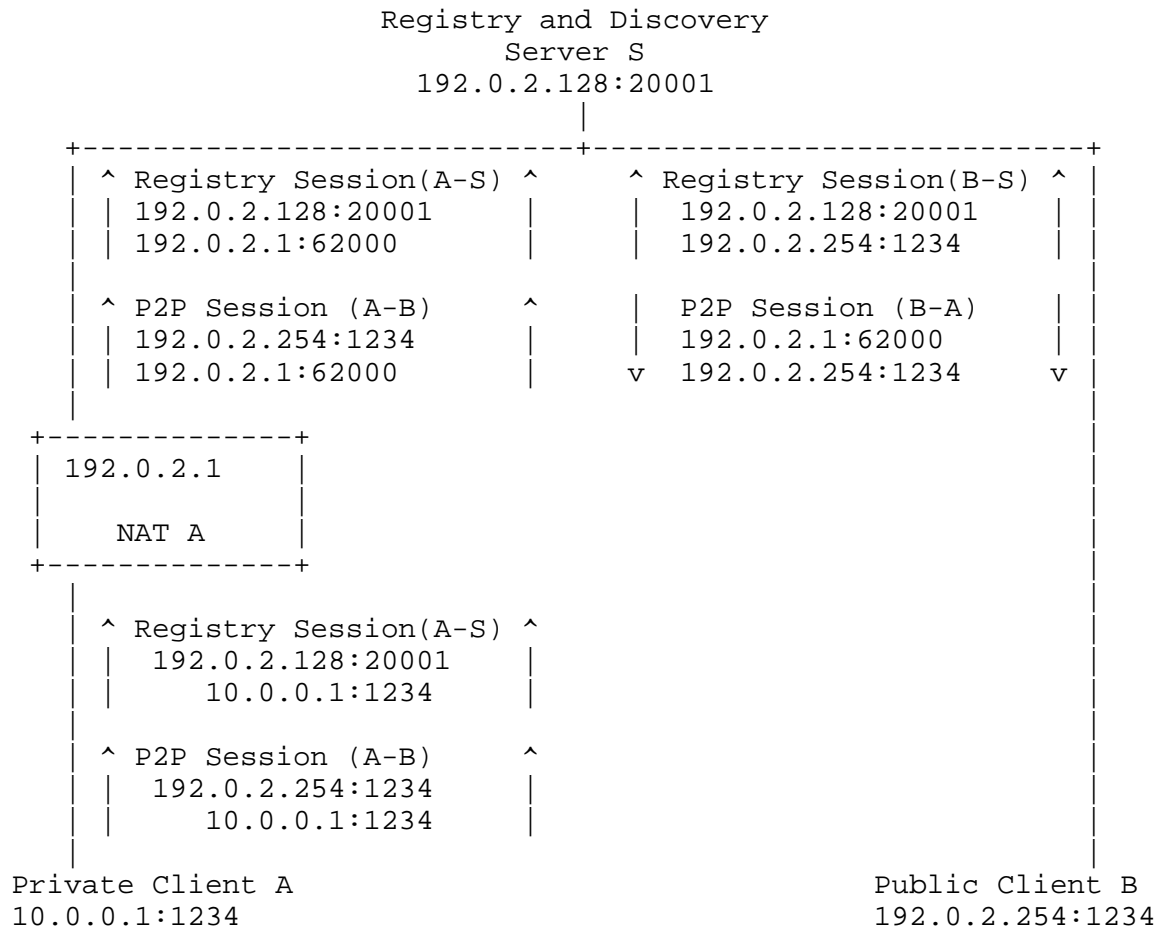 Registry and Discovery
Server S
192.0.2.128:20001
|
+----------------------------+----------------------------+
| ^ Registry Session(A-S) ^     ^ Registry Session(B-S) ^ |
| | 192.0.2.128:20001     |     |  192.0.2.128:20001    | |
| | 192.0.2.1:62000       |     |  192.0.2.254:1234     | |
|                                                         |
| ^ P2P Session (A-B)     ^     |  P2P Session (B-A)    | |
| | 192.0.2.254:1234      |     |  192.0.2.1:62000      | |
| | 192.0.2.1:62000       |     v  192.0.2.254:1234     v |
|                                                         |
+--------------+                                          |
| 192.0.2.1    |                                          |
|              |                                          |
|    NAT A     |                                          |
+--------------+                                          |
|                                                         |
| ^ Registry Session(A-S) ^                               |
| |  192.0.2.128:20001    |                               |
| |     10.0.0.1:1234     |                               |
|                                                         |
| ^ P2P Session (A-B)     ^                               |
| |  192.0.2.254:1234     |                               |
| |     10.0.0.1:1234     |                               |
|                                                         |
Private Client A                                 Public Client B
10.0.0.1:1234                                    192.0.2.254:1234